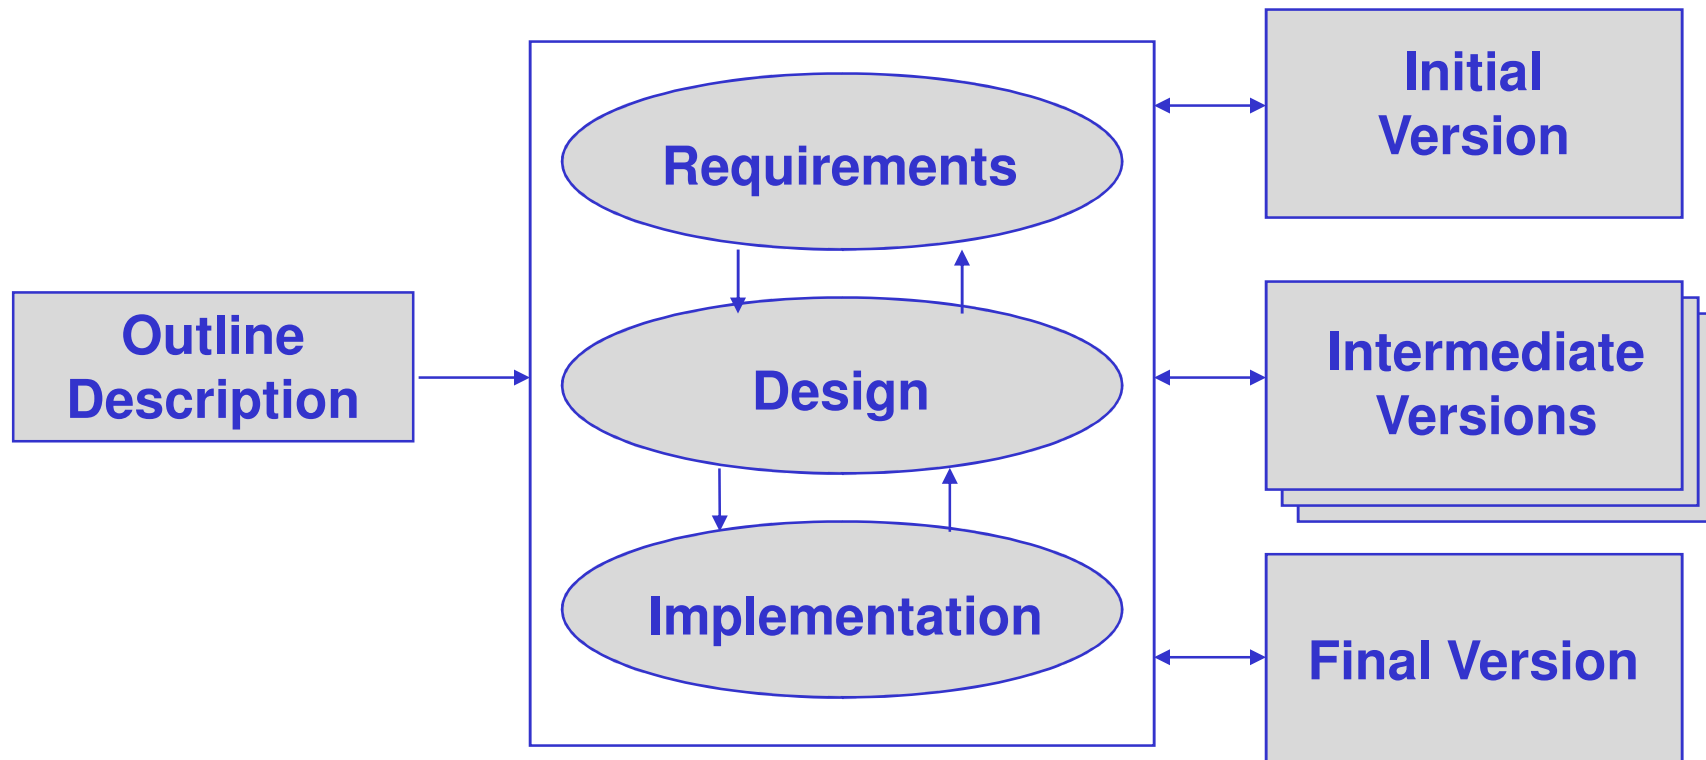 Outline
Description
Requirements
Design
Implementation
Initial
Version
Intermediate
Versions
Final Version